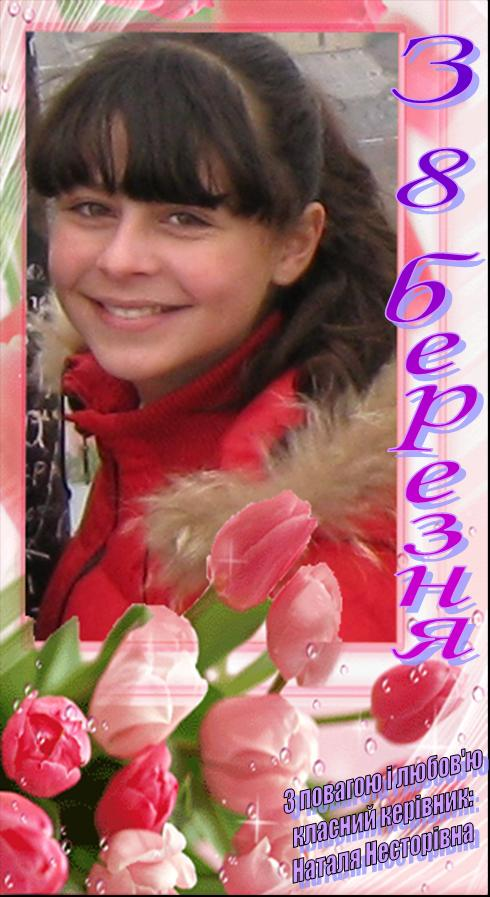 З 8 березня
З повагою і любов'ю
класний керівник:
Наталя Несторівна